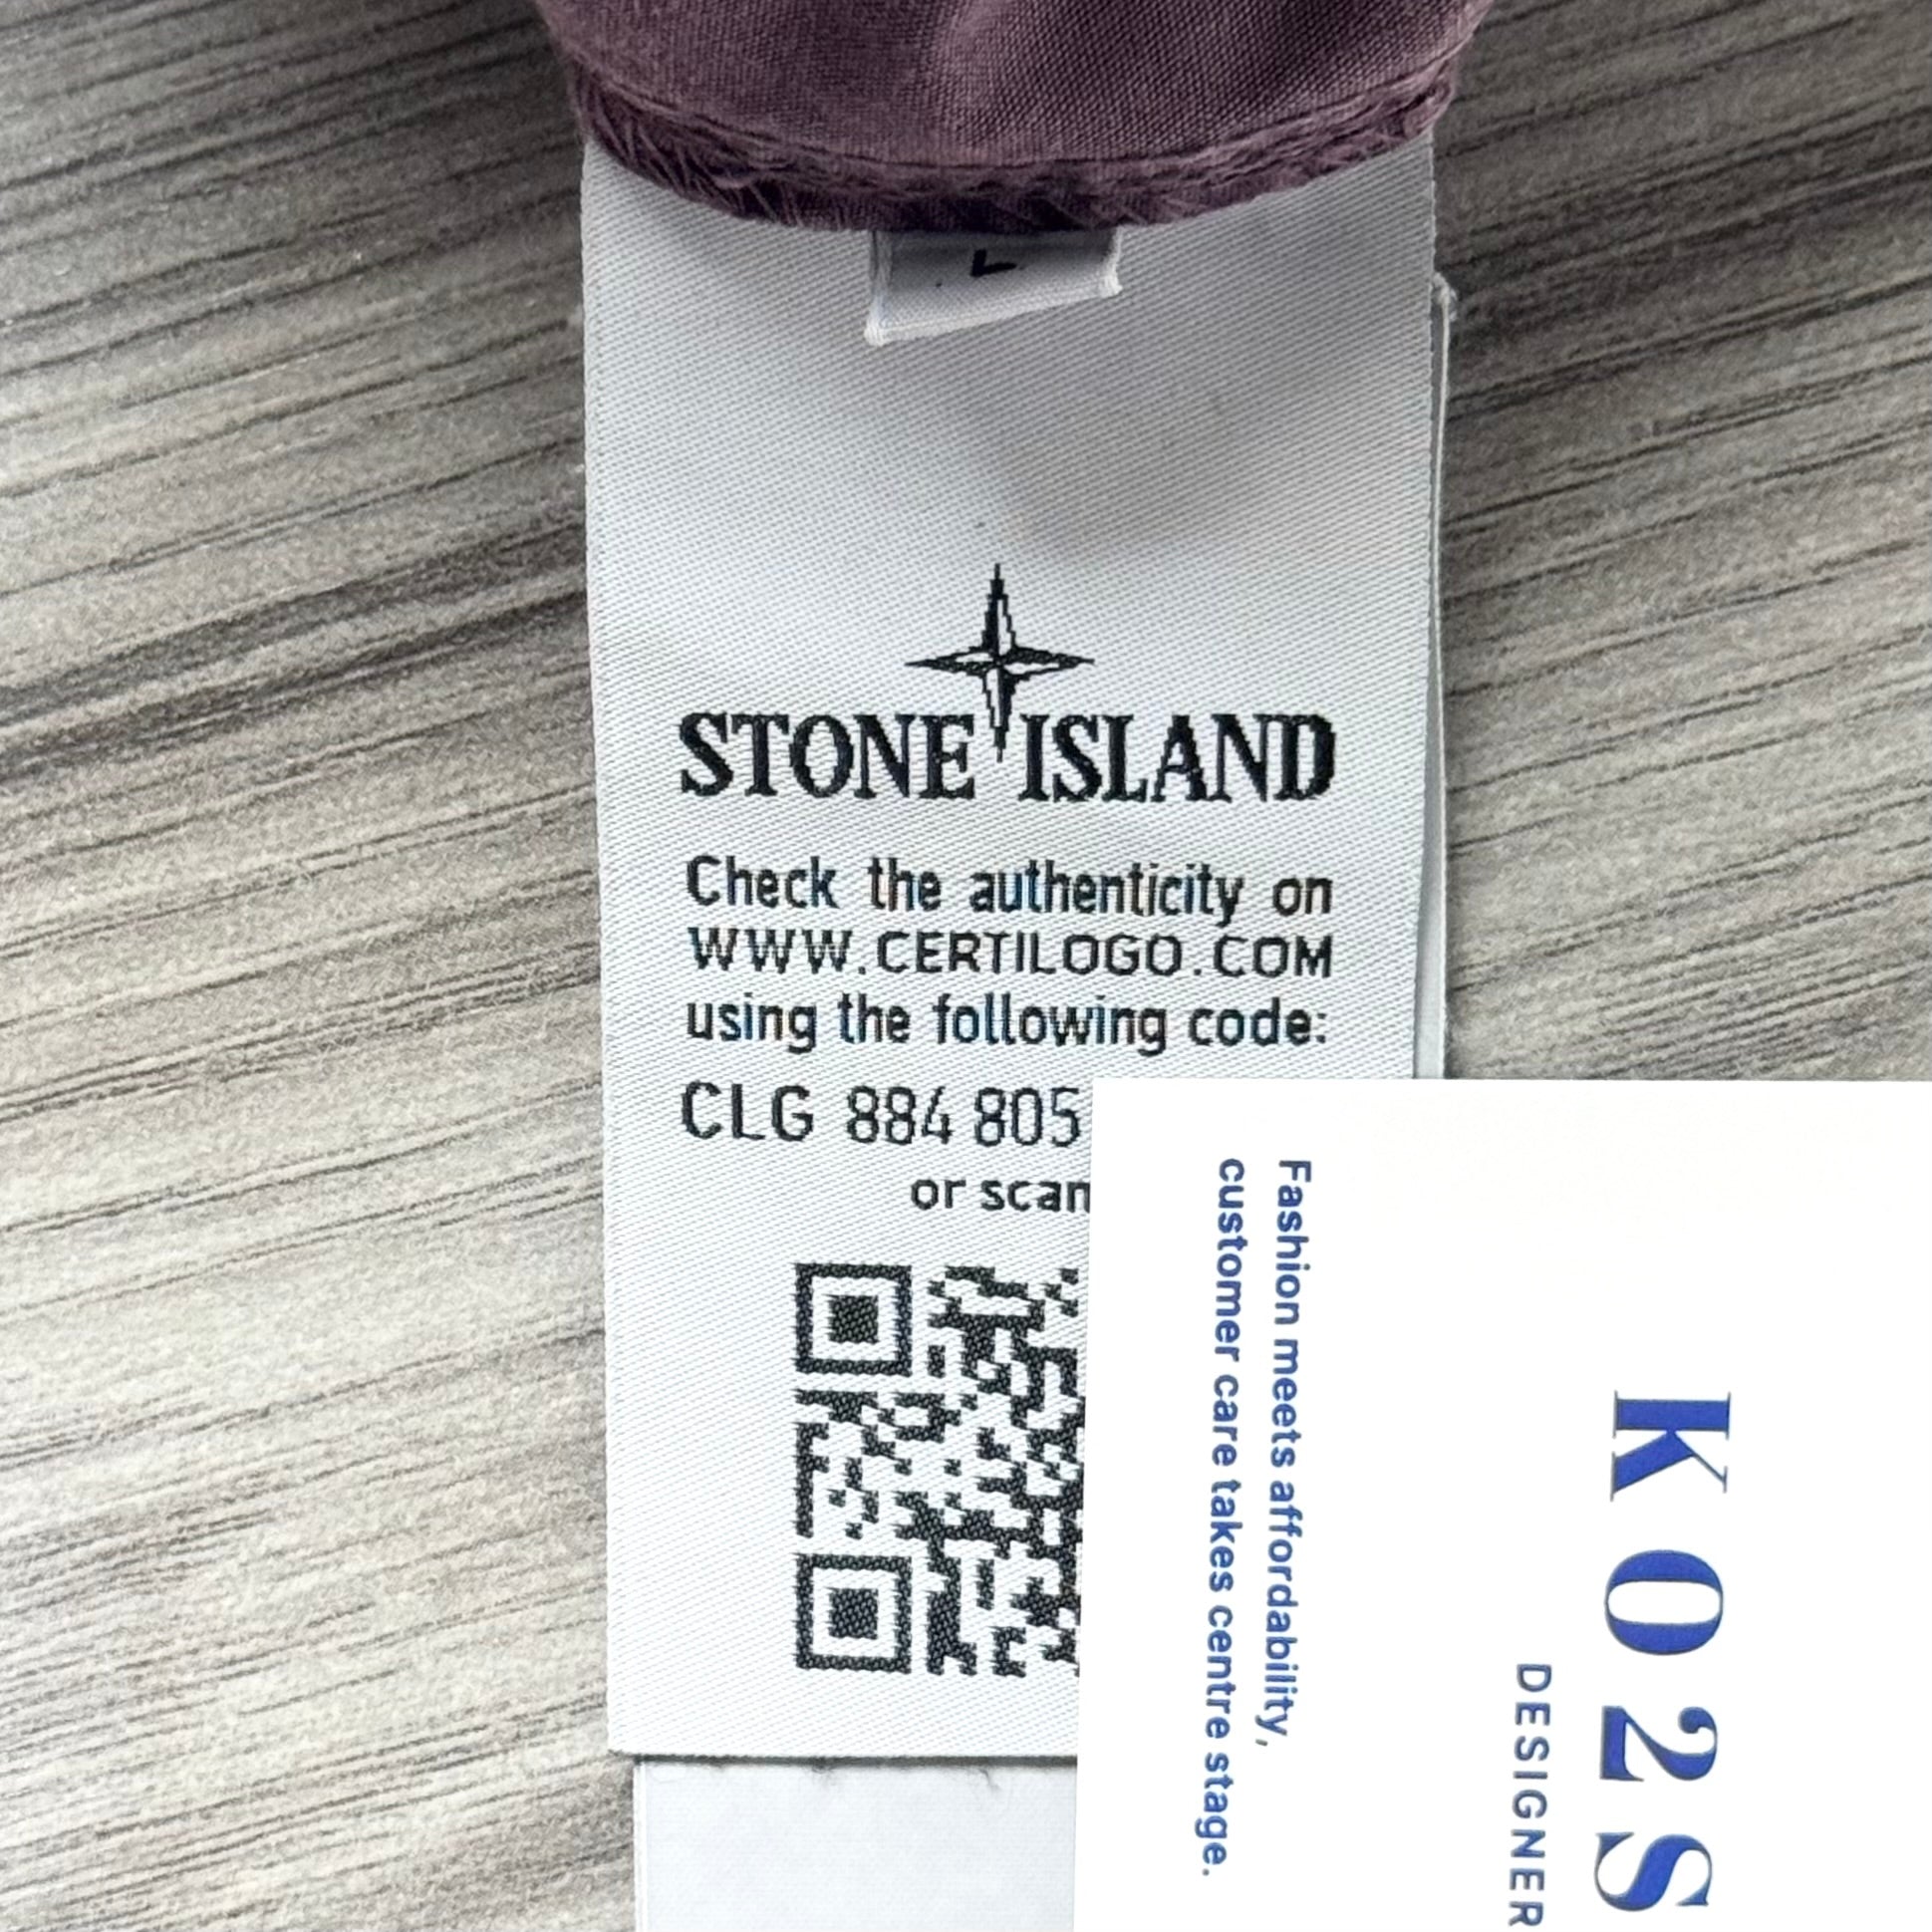 L
STONE ISLAND
Check the authenticity on
WWW.CERTILOGO.COM
using the following code:
CLG 884 805
or scan
Fashion meets affordability,
customer care takes centre stage.
KO2S
DESIGNER